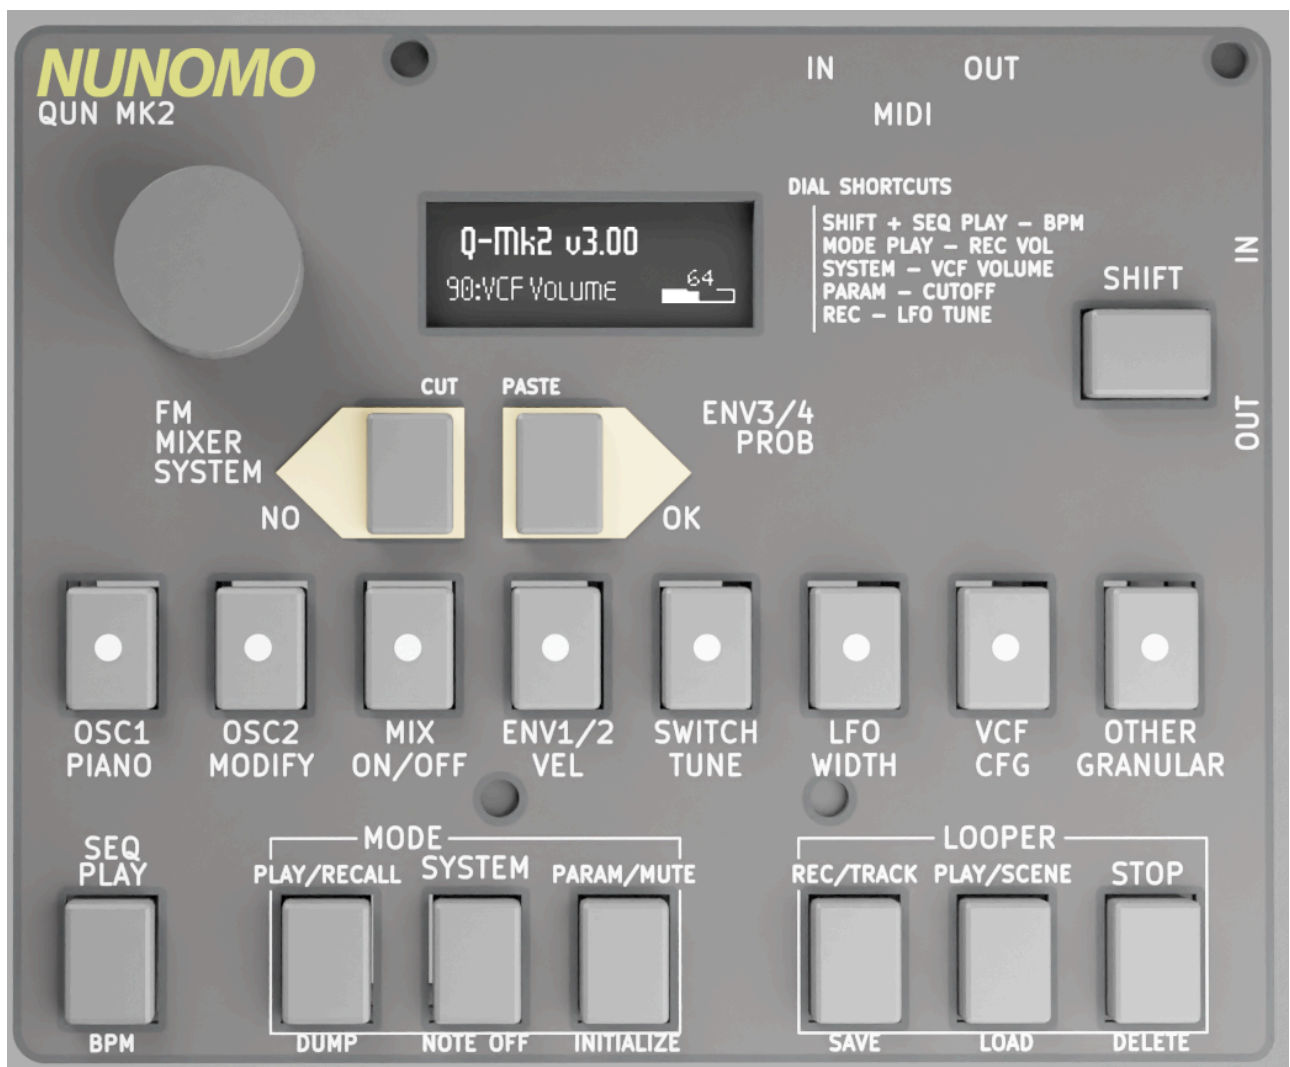 NUNOMO
QUN MK2
IN OUT
MIDI
Q-Mk2 v3.00
90:VCF Volume 64
DIAL SHORTCUTS
SHIFT + SEQ PLAY – BPM
MODE PLAY – REC VOL
SYSTEM – VCF VOLUME
PARAM – CUTOFF
REC – LFO TUNE
SHIFT
IN
OUT
CUT PASTE
FM
MIXER
SYSTEM
NO
ENV3/4
PROB
OK
OSC1
PIANO
OSC2
MODIFY
MIX
ON/OFF
ENV1/2
VEL
SWITCH
TUNE
LFO
WIDTH
VCF
CFG
OTHER
GRANULAR
SEQ
PLAY
BPM
MODE
PLAY/RECALL SYSTEM PARAM/MUTE
DUMP NOTE OFF INITIALIZE
LOOPER
REC/TRACK PLAY/SCENE STOP
SAVE LOAD DELETE